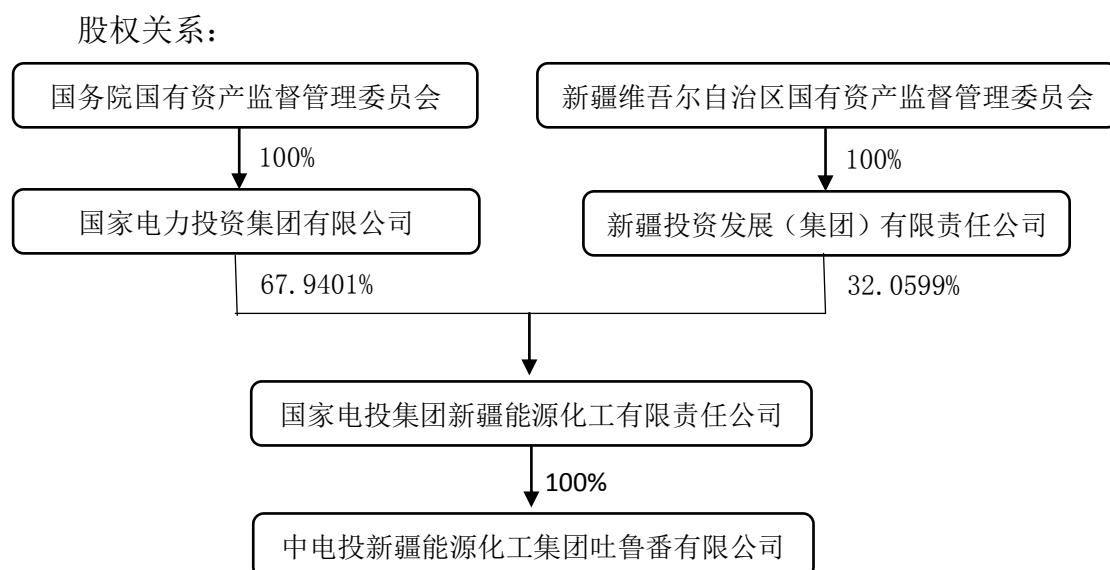 股权关系：
国务院国有资产监督管理委员会
新疆维吾尔自治区国有资产监督管理委员会
100%
100%
国家电力投资集团有限公司
新疆投资发展（集团）有限责任公司
67.9401%
32.0599%
国家电投集团新疆能源化工有限责任公司
100%
中电投新疆能源化工集团吐鲁番有限公司